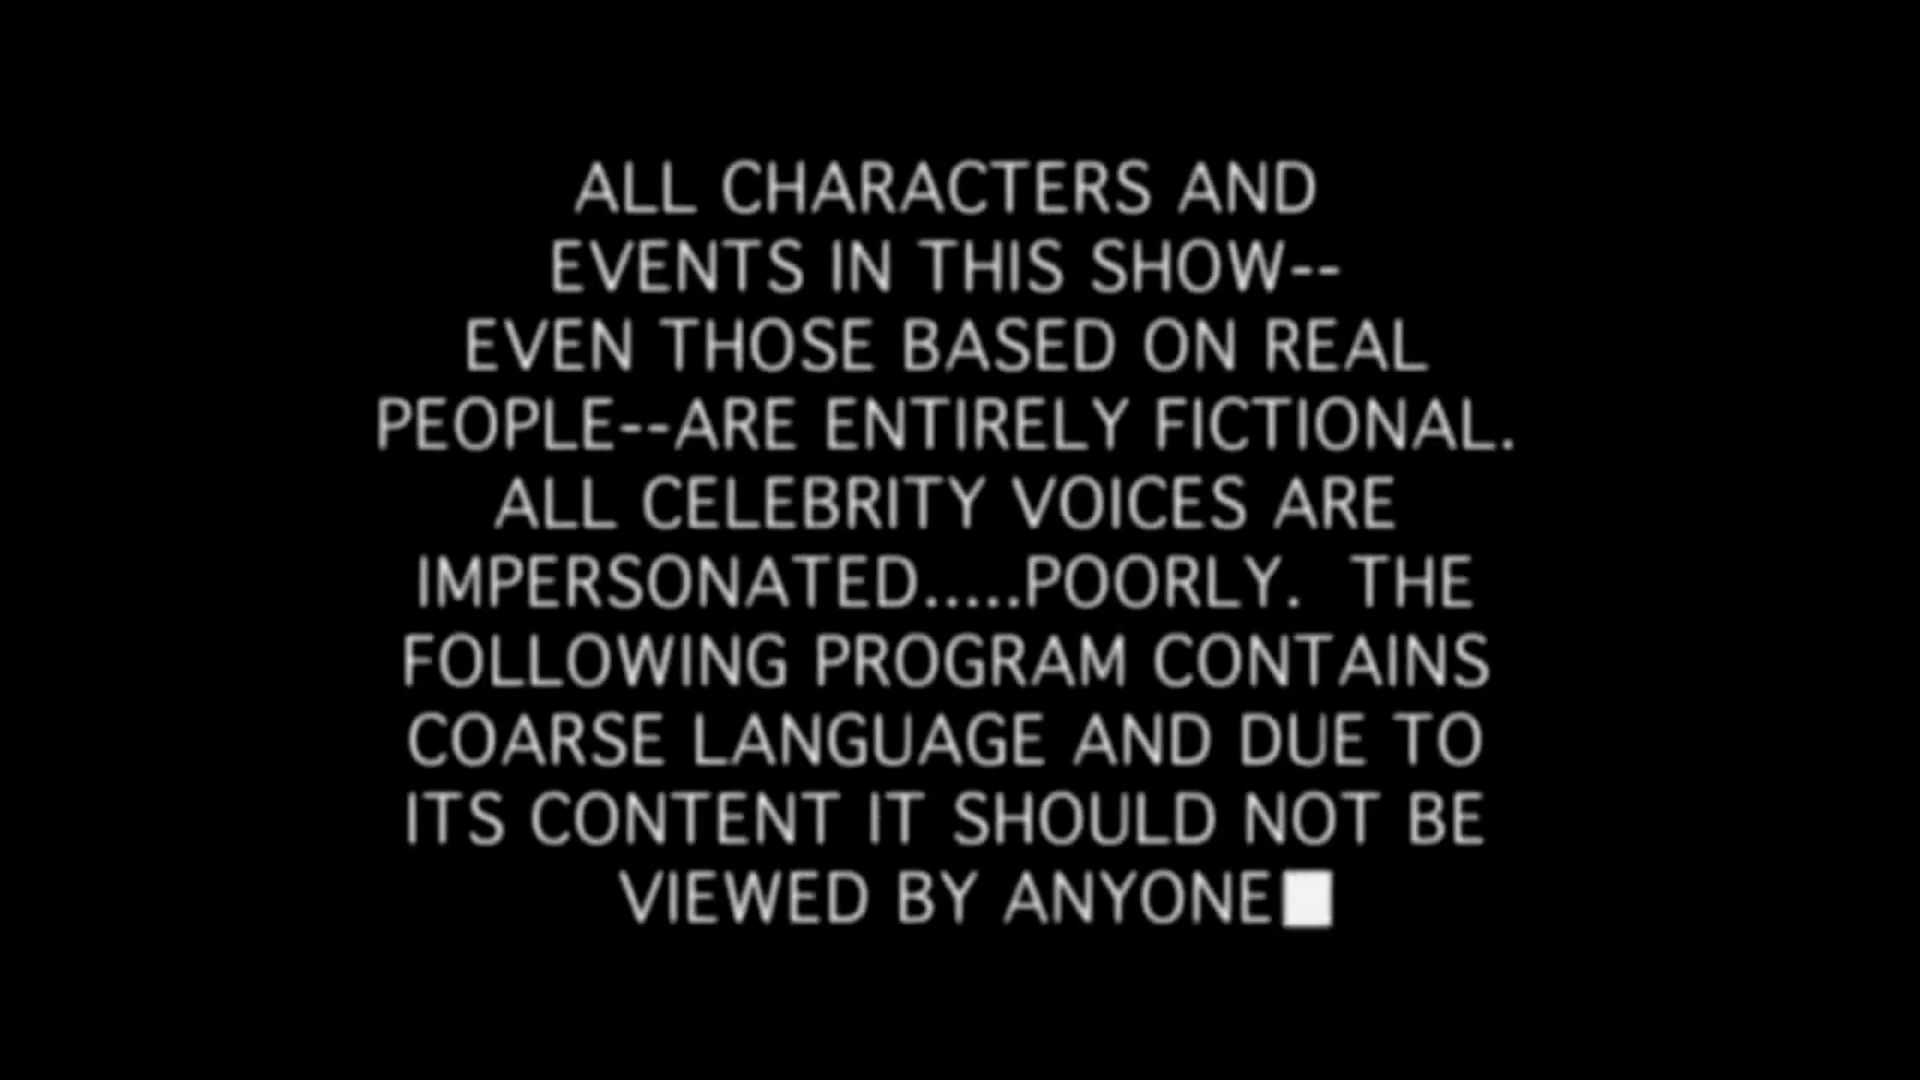 ALL CHARACTERS AND
EVENTS IN THIS SHOW--
EVEN THOSE BASED ON REAL
PEOPLE--ARE ENTIRELY FICTIONAL.
ALL CELEBRITY VOICES ARE
IMPERSONATED.....POORLY.  THE
FOLLOWING PROGRAM CONTAINS
COARSE LANGUAGE AND DUE TO
ITS CONTENT IT SHOULD NOT BE
VIEWED BY ANYONE■